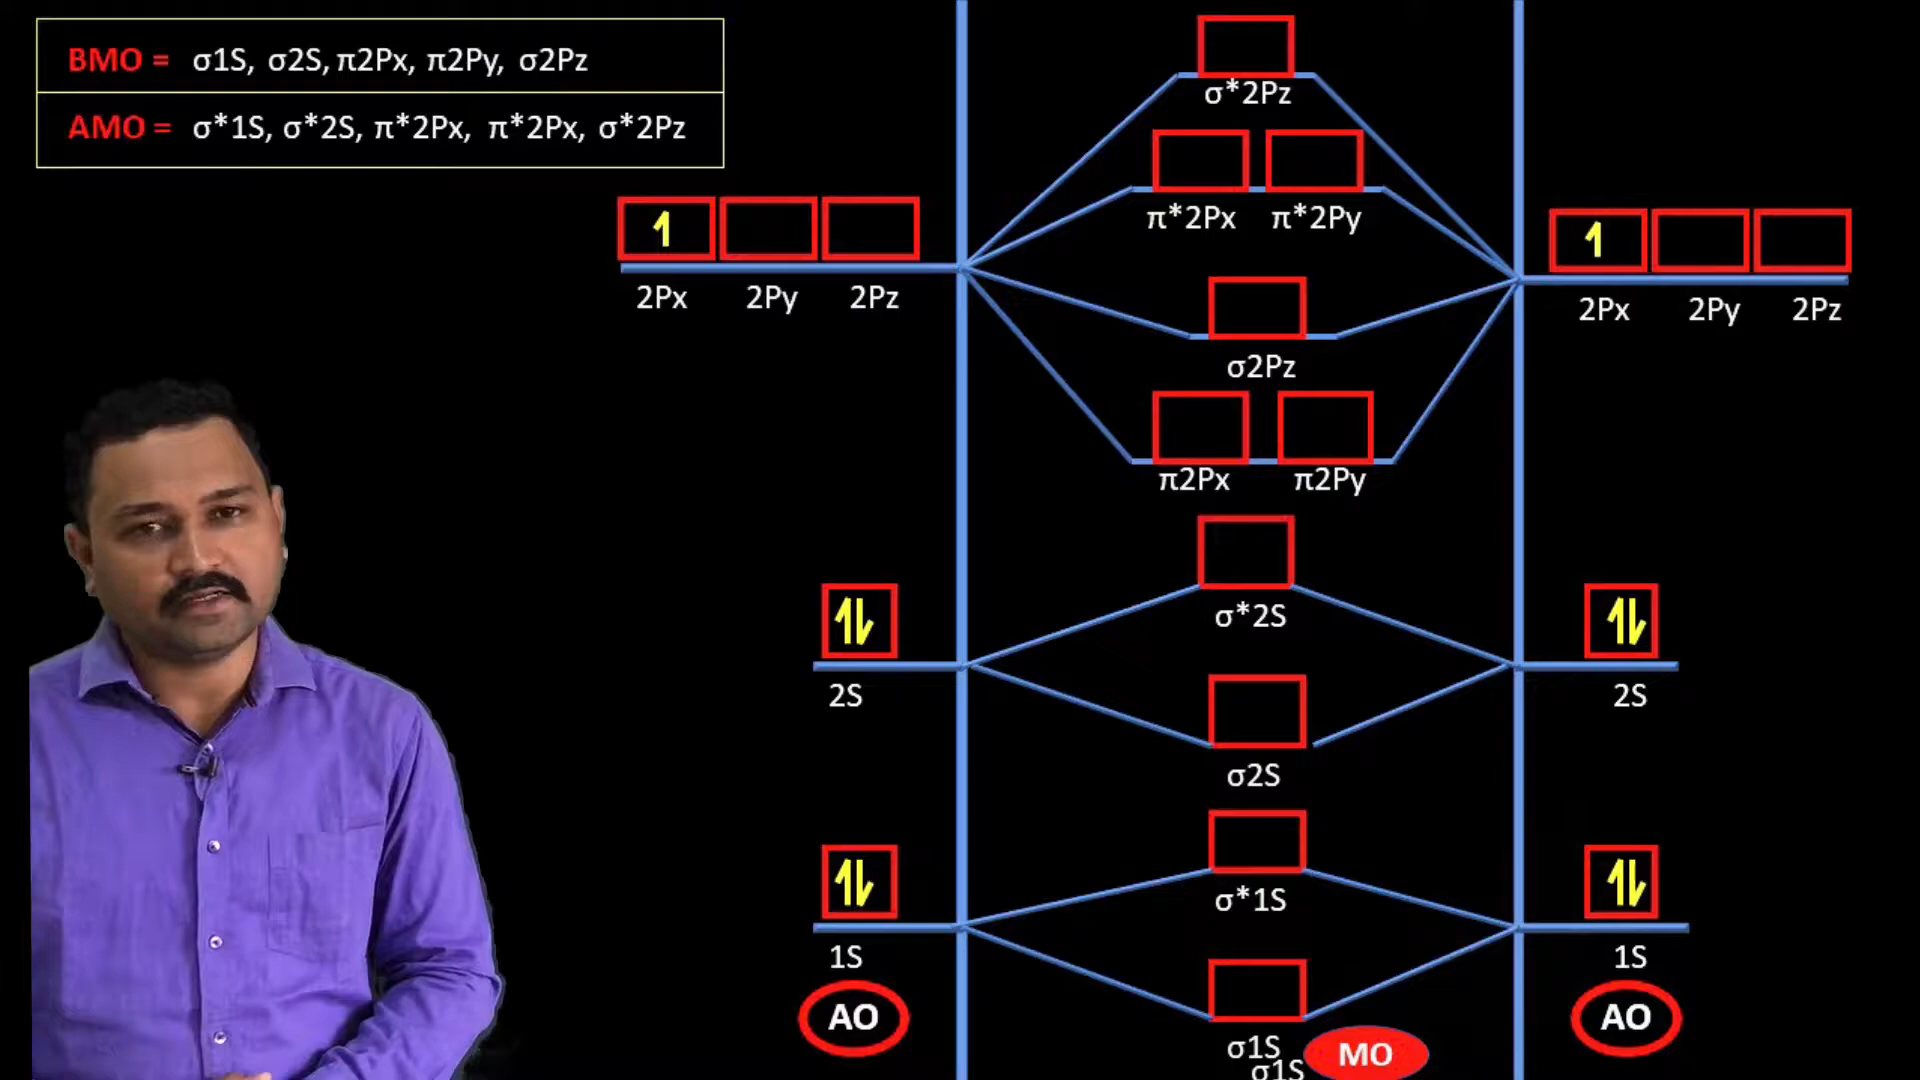 BMO = σ1S, σ2S, π2Px, π2Py, σ2Pz
AMO = σ*1S, σ*2S, π*2Px, π*2Px, σ*2Pz
σ*2Pz
π*2Px π*2Py
1 1
2Px 2Py 2Pz
2Px 2Py 2Pz
σ2Pz
π2Px π2Py
σ*2S
2S 2S
σ2S
σ*1S
1S 1S
AO AO
σ1S
MO
σ1S